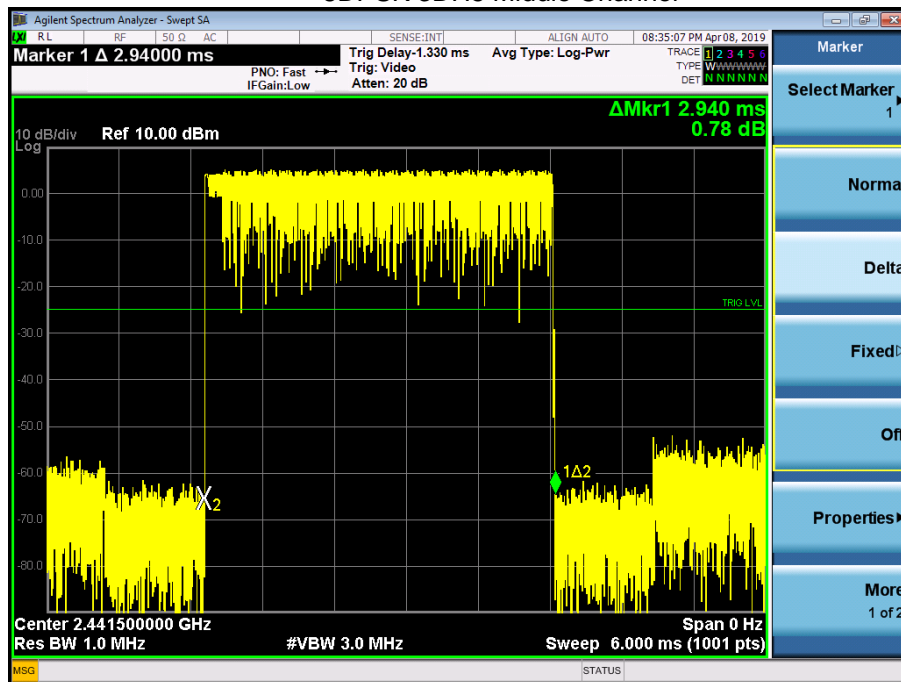 Agilent Spectrum Analyzer - Swept SA
LXI RL RF 50 Ω AC SENSE:INT ALIGN AUTO 08:35:07 PM Apr 08, 2019
Marker 1 Δ 2.94000 ms
PNO: Fast
IFGain:Low
Trig Delay-1.330 ms
Trig: Video
Atten: 20 dB
Avg Type: Log-Pwr
TRACE 1 2 3 4 5 6
TYPE WWWWWW
DET N N N N N N
ΔMkr1 2.940 ms
0.78 dB
10 dB/div Ref 10.00 dBm
Log
0.00
-10.0
-20.0
TRIG LVL
-30.0
-40.0
-50.0
-60.0
1Δ2
2
-70.0
-80.0
Center 2.441500000 GHz Span 0 Hz
Res BW 1.0 MHz #VBW 3.0 MHz Sweep 6.000 ms (1001 pts)
MSG STATUS
Marker
Select Marker
1
Norma
Delta
Fixed
Of
Properties
More
1 of 2